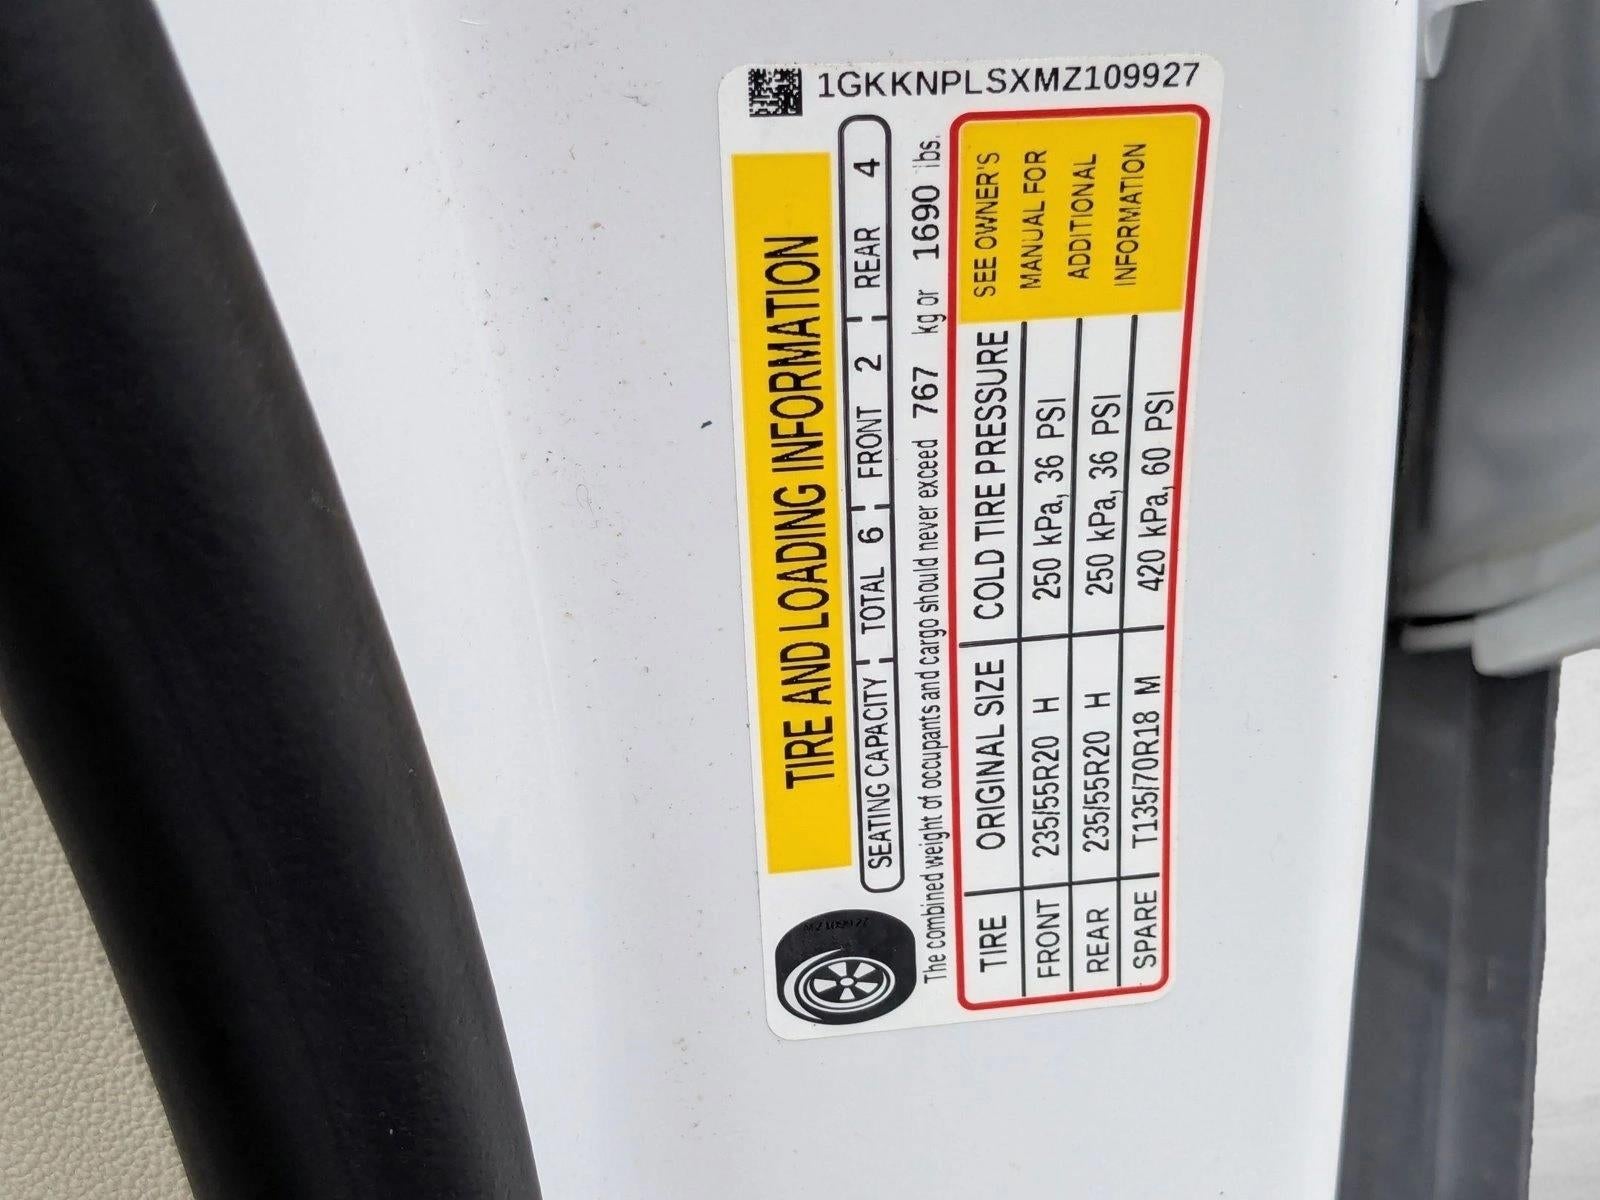 1GKKNPLSXMZ109927
TIRE AND LOADING INFORMATION
SEATING CAPACITY TOTAL 6 FRONT 2 REAR 4
The combined weight of occupants and cargo should never exceed 767 kg or 1690 lbs.
TIRE ORIGINAL SIZE COLD TIRE PRESSURE
FRONT 235/55R20 H 250 kPa, 36 PSI
REAR 235/55R20 H 250 kPa, 36 PSI
SPARE T135/70R18 M 420 kPa, 60 PSI
SEE OWNER'S
MANUAL FOR
ADDITIONAL
INFORMATION